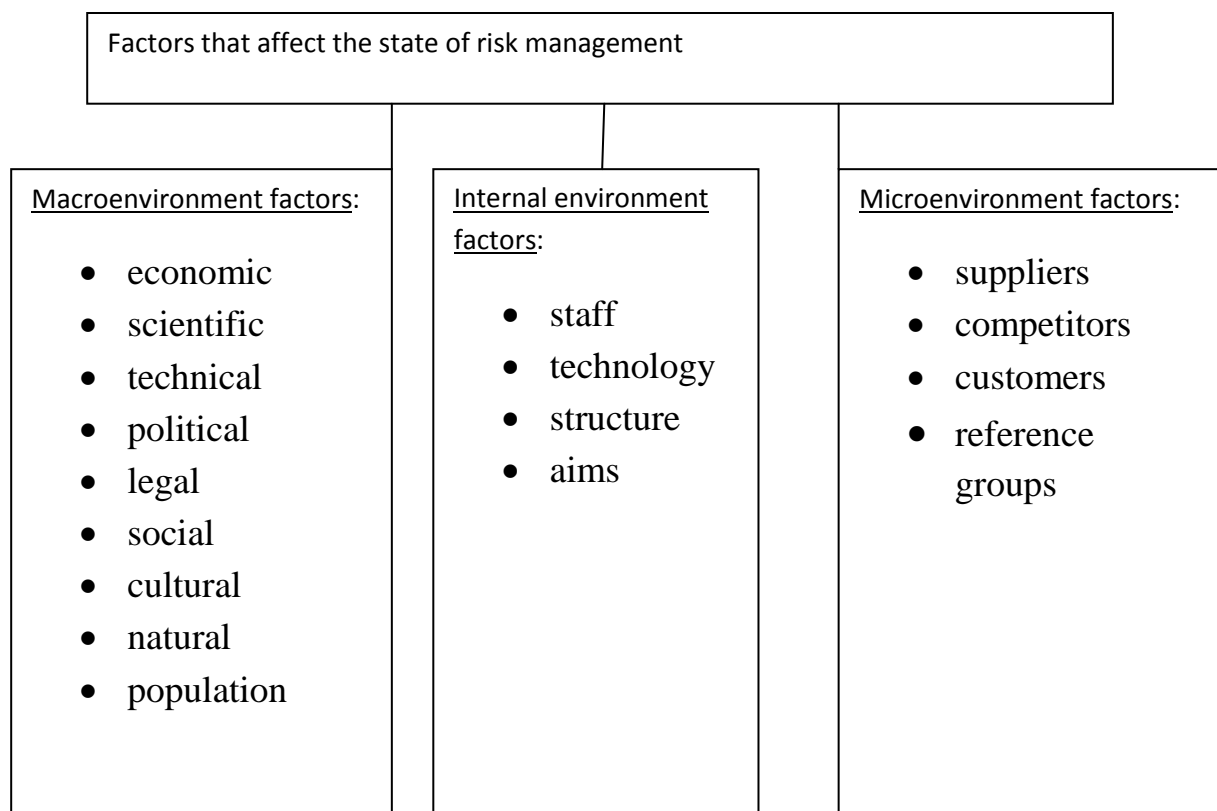 Factors that affect the state of risk management
Macroenvironment factors:
• economic
• scientific
• technical
• political
• legal
• social
• cultural
• natural
• population
Internal environment
factors:
• staff
• technology
• structure
• aims
Microenvironment factors:
• suppliers
• competitors
• customers
• reference
groups